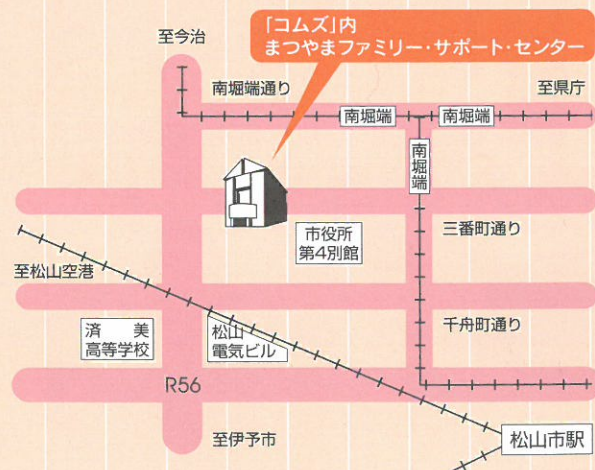 「コムズ」内
まつやまファミリー・サポート・センター
至今治
南堀端通り
至県庁
南堀端
南堀端
南堀端
市役所
第4別館
三番町通り
至松山空港
千舟町通り
済　美
高等学校
松山
電気ビル
R56
至伊予市
松山市駅